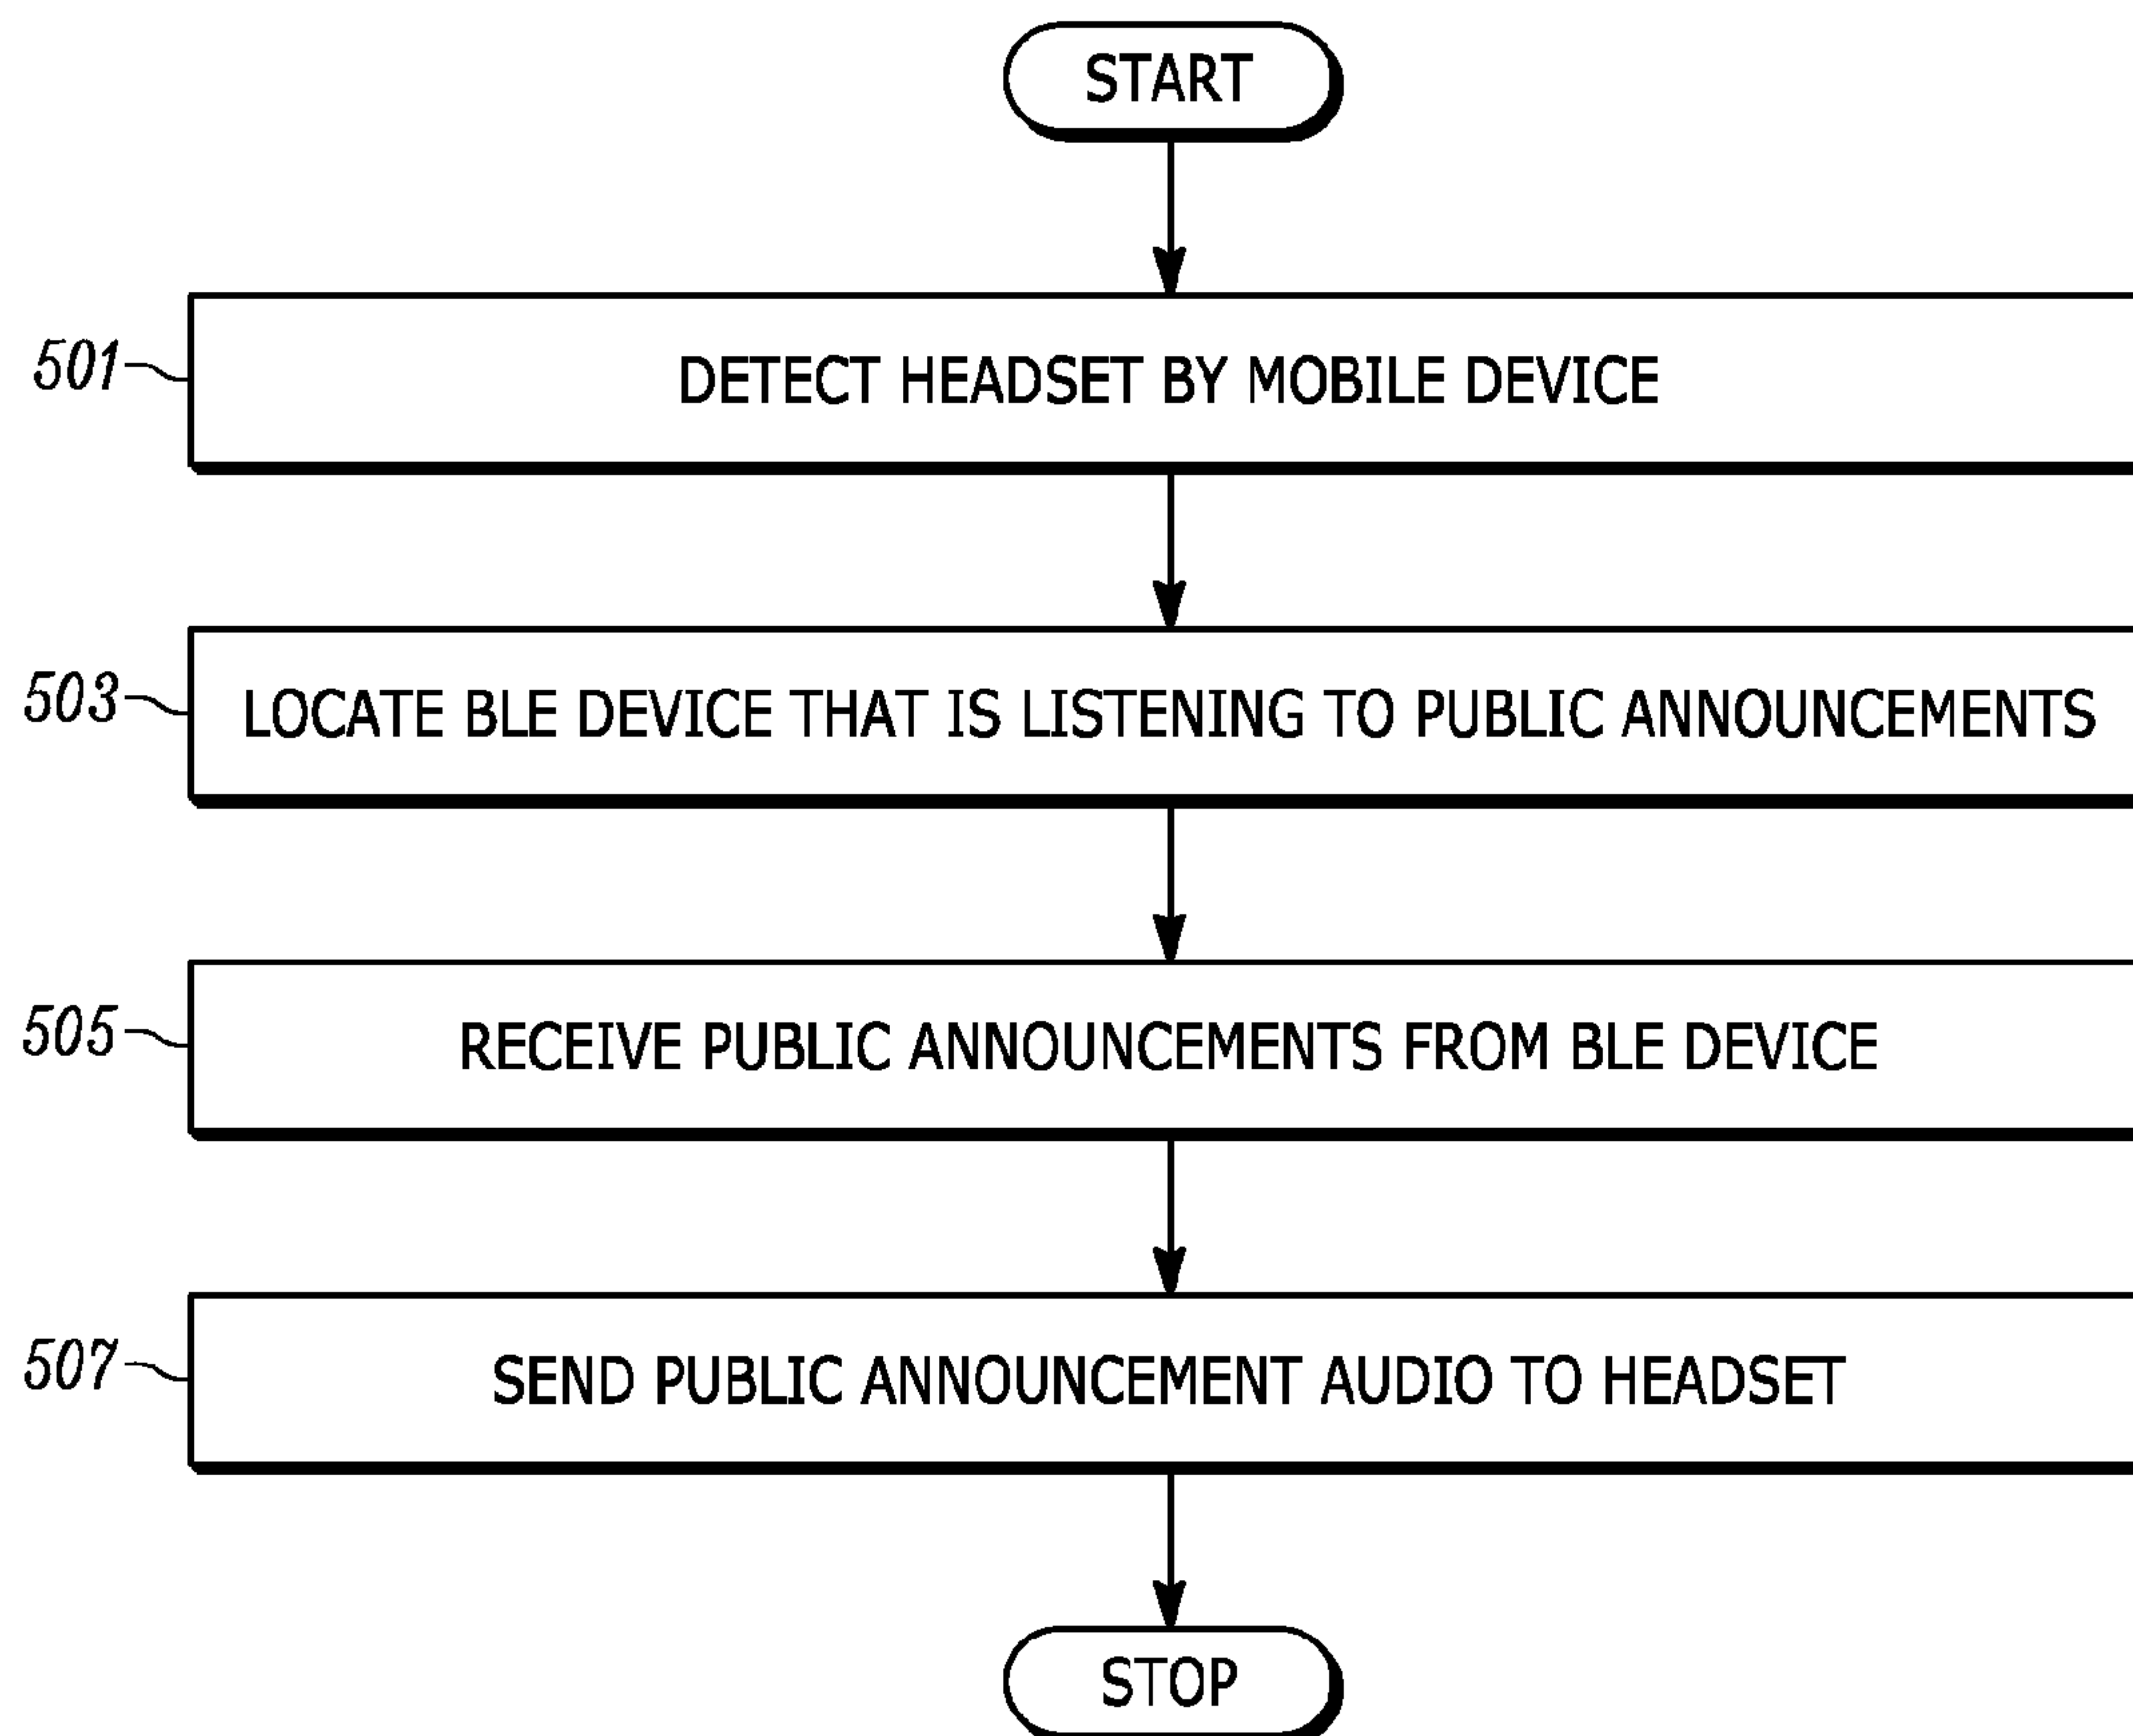 START
501
DETECT HEADSET BY MOBILE DEVICE
503
LOCATE BLE DEVICE THAT IS LISTENING TO PUBLIC ANNOUNCEMENTS
505
RECEIVE PUBLIC ANNOUNCEMENTS FROM BLE DEVICE
507
SEND PUBLIC ANNOUNCEMENT AUDIO TO HEADSET
STOP